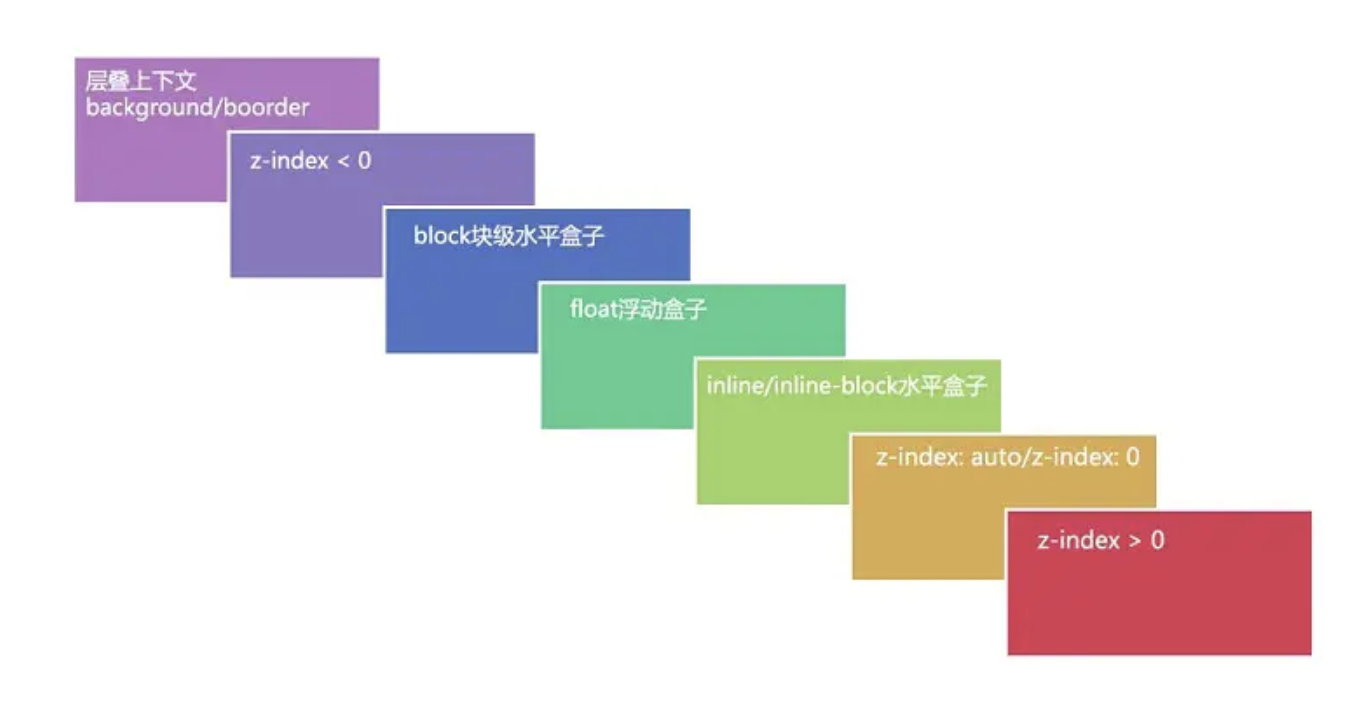 层叠上下文
background/boorder
z-index < 0
block块级水平盒子
float浮动盒子
inline/inline-block水平盒子
z-index: auto/z-index: 0
z-index > 0